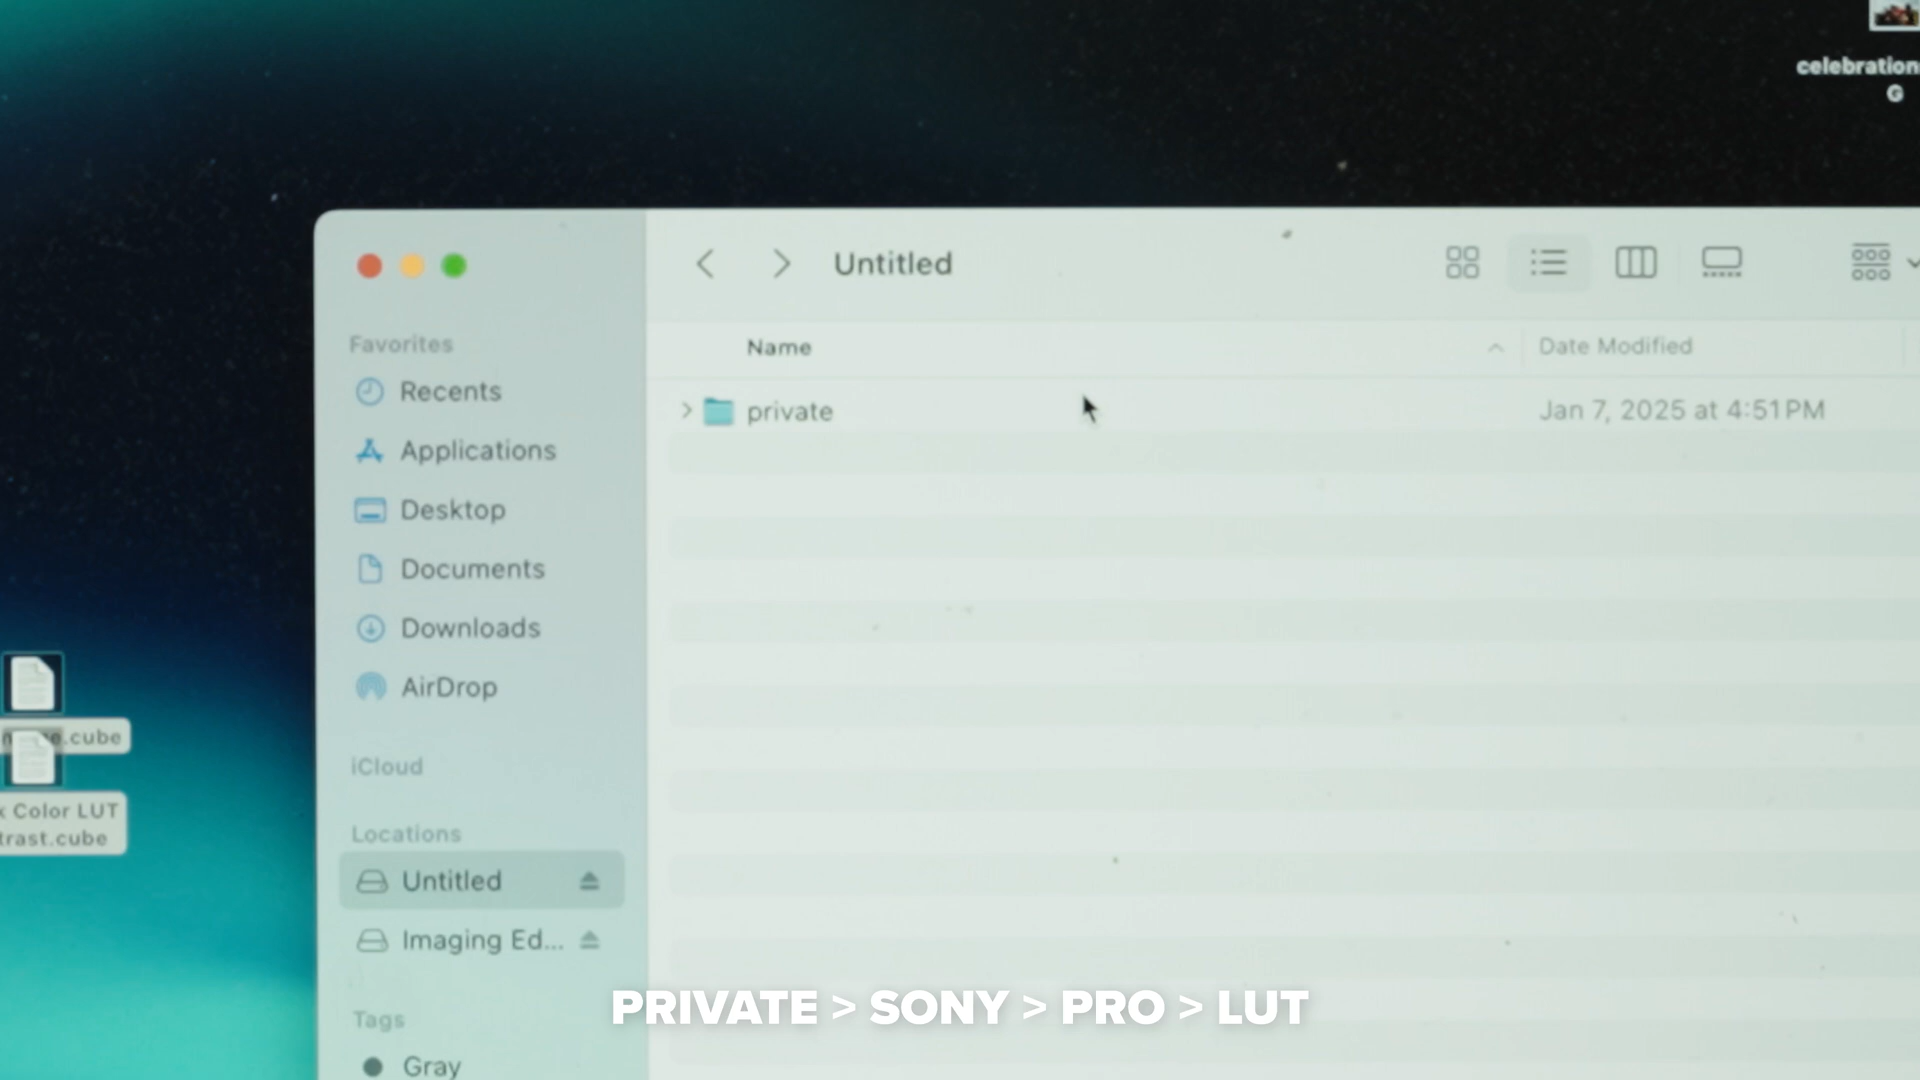 celebration
G
Untitled
Favorites
Name
Date Modified
Recents
private
Jan 7, 2025 at 4:51 PM
Applications
Desktop
Documents
Downloads
AirDrop
.cube
iCloud
Color LUT
trast.cube
Locations
Untitled
Imaging Ed...
PRIVATE > SONY > PRO > LUT
Tags
Gray